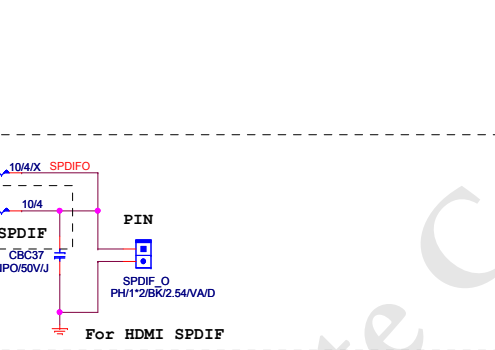 10/4/X SPDIFO
10/4
PIN
SPDIF
CBC37
NPO/50V/J
SPDIF_O
PH/1*2/BK/2.54/VA/D
For HDMI SPDIF
te C